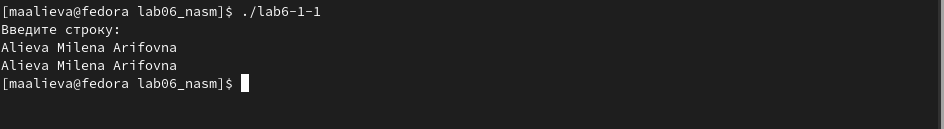 [maalieva@fedora lab06_nasm]$ ./lab6-1-1
Введите строку:
Alieva Milena Arifovna
Alieva Milena Arifovna
[maalieva@fedora lab06_nasm]$